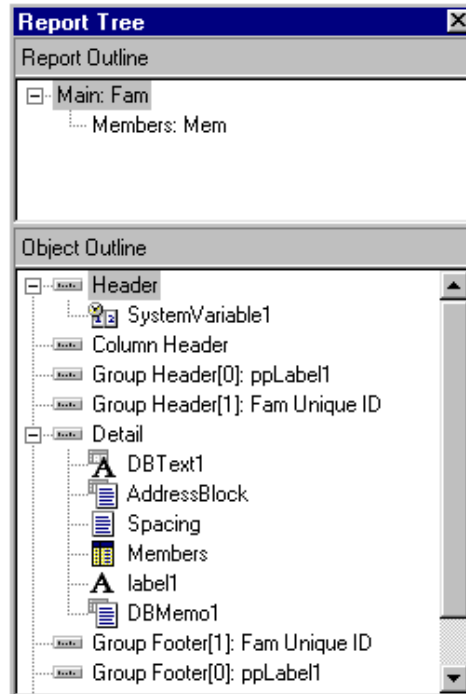 Report Tree
Report Outline
Main: Fam
Members: Mem
Object Outline
Header
SystemVariable1
Column Header
Group Header[0]: ppLabel1
Group Header[1]: Fam Unique ID
Detail
DBText1
AddressBlock
Spacing
Members
label1
DBMemo1
Group Footer[1]: Fam Unique ID
Group Footer[0]: ppLabel1